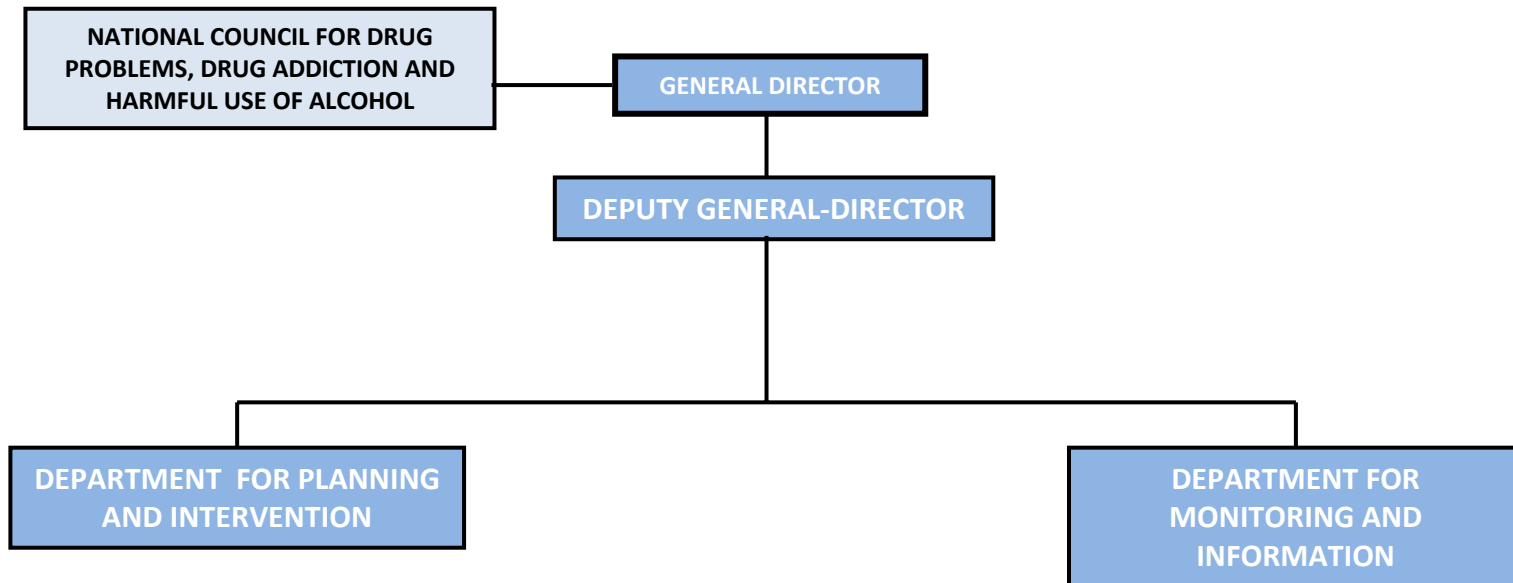 NATIONAL COUNCIL FOR DRUG
PROBLEMS, DRUG ADDICTION AND
HARMFUL USE OF ALCOHOL
GENERAL DIRECTOR
DEPUTY GENERAL-DIRECTOR
DEPARTMENT FOR PLANNING
AND INTERVENTION
DEPARTMENT FOR
MONITORING AND
INFORMATION